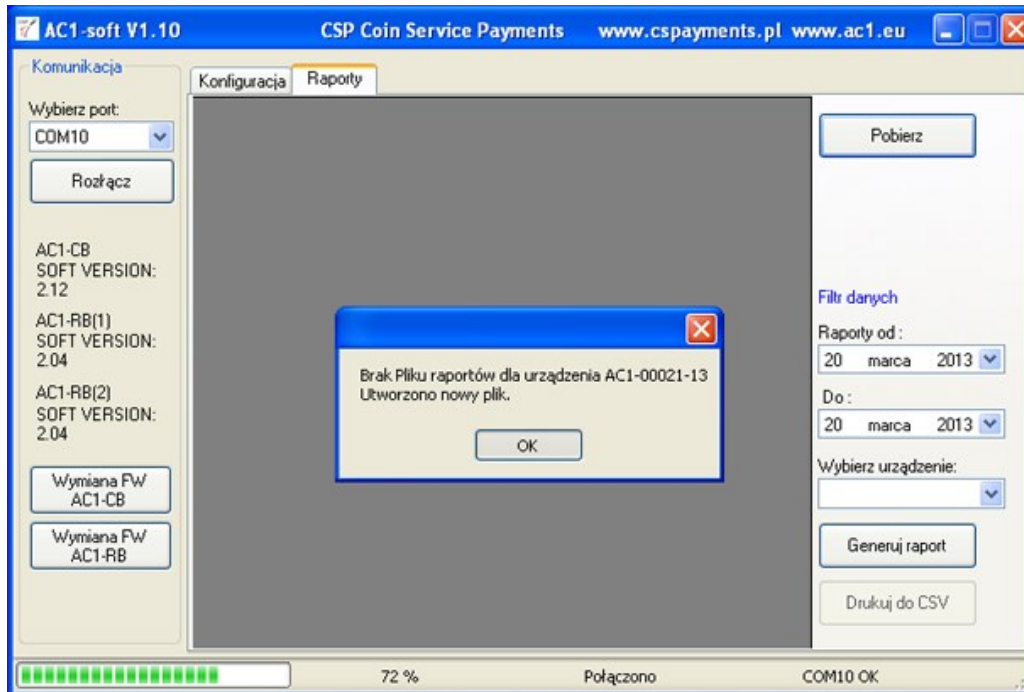 AC1-soft V1.10 CSP Coin Service Payments www.cspayments.pl www.ac1.eu
Komunikacja
Wybierz port:
COM10
Rozłącz
AC1-CB
SOFT VERSION:
2.12
AC1-RB(1)
SOFT VERSION:
2.04
AC1-RB(2)
SOFT VERSION:
2.04
Wymiana FW
AC1-CB
Wymiana FW
AC1-RB
Konfiguracja Raporty
Brak Pliku raportów dla urządzenia AC1-00021-13
Utworzono nowy plik.
OK
Pobierz
Filtr danych
Raporty od :
20 marca 2013
Do :
20 marca 2013
Wybierz urządzenie:
Generuj raport
Drukuj do CSV
72 % Połączono COM10 OK